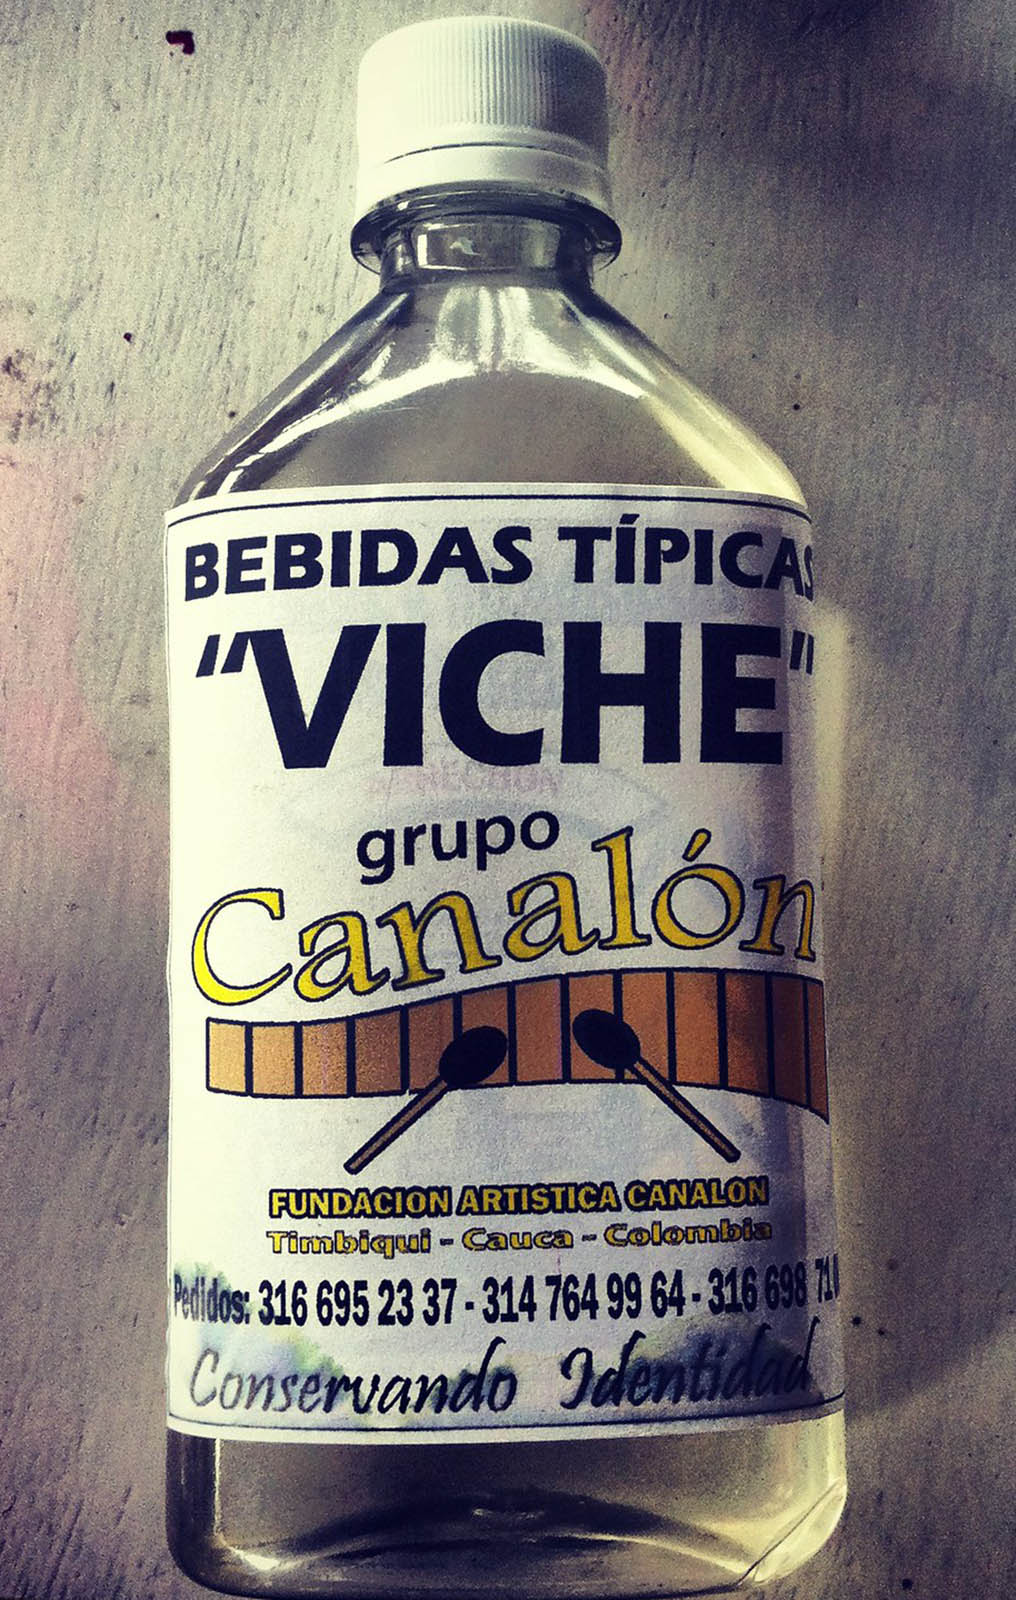 BEBIDAS TÍPICAS
"VICHE"
grupo
Canalón
FUNDACION ARTISTICA CANALON
Timbiqui - Cauca - Colombia
Pedidos: 316 695 23 37 - 314 764 99 64 - 316 698 71
Conservando Identidad